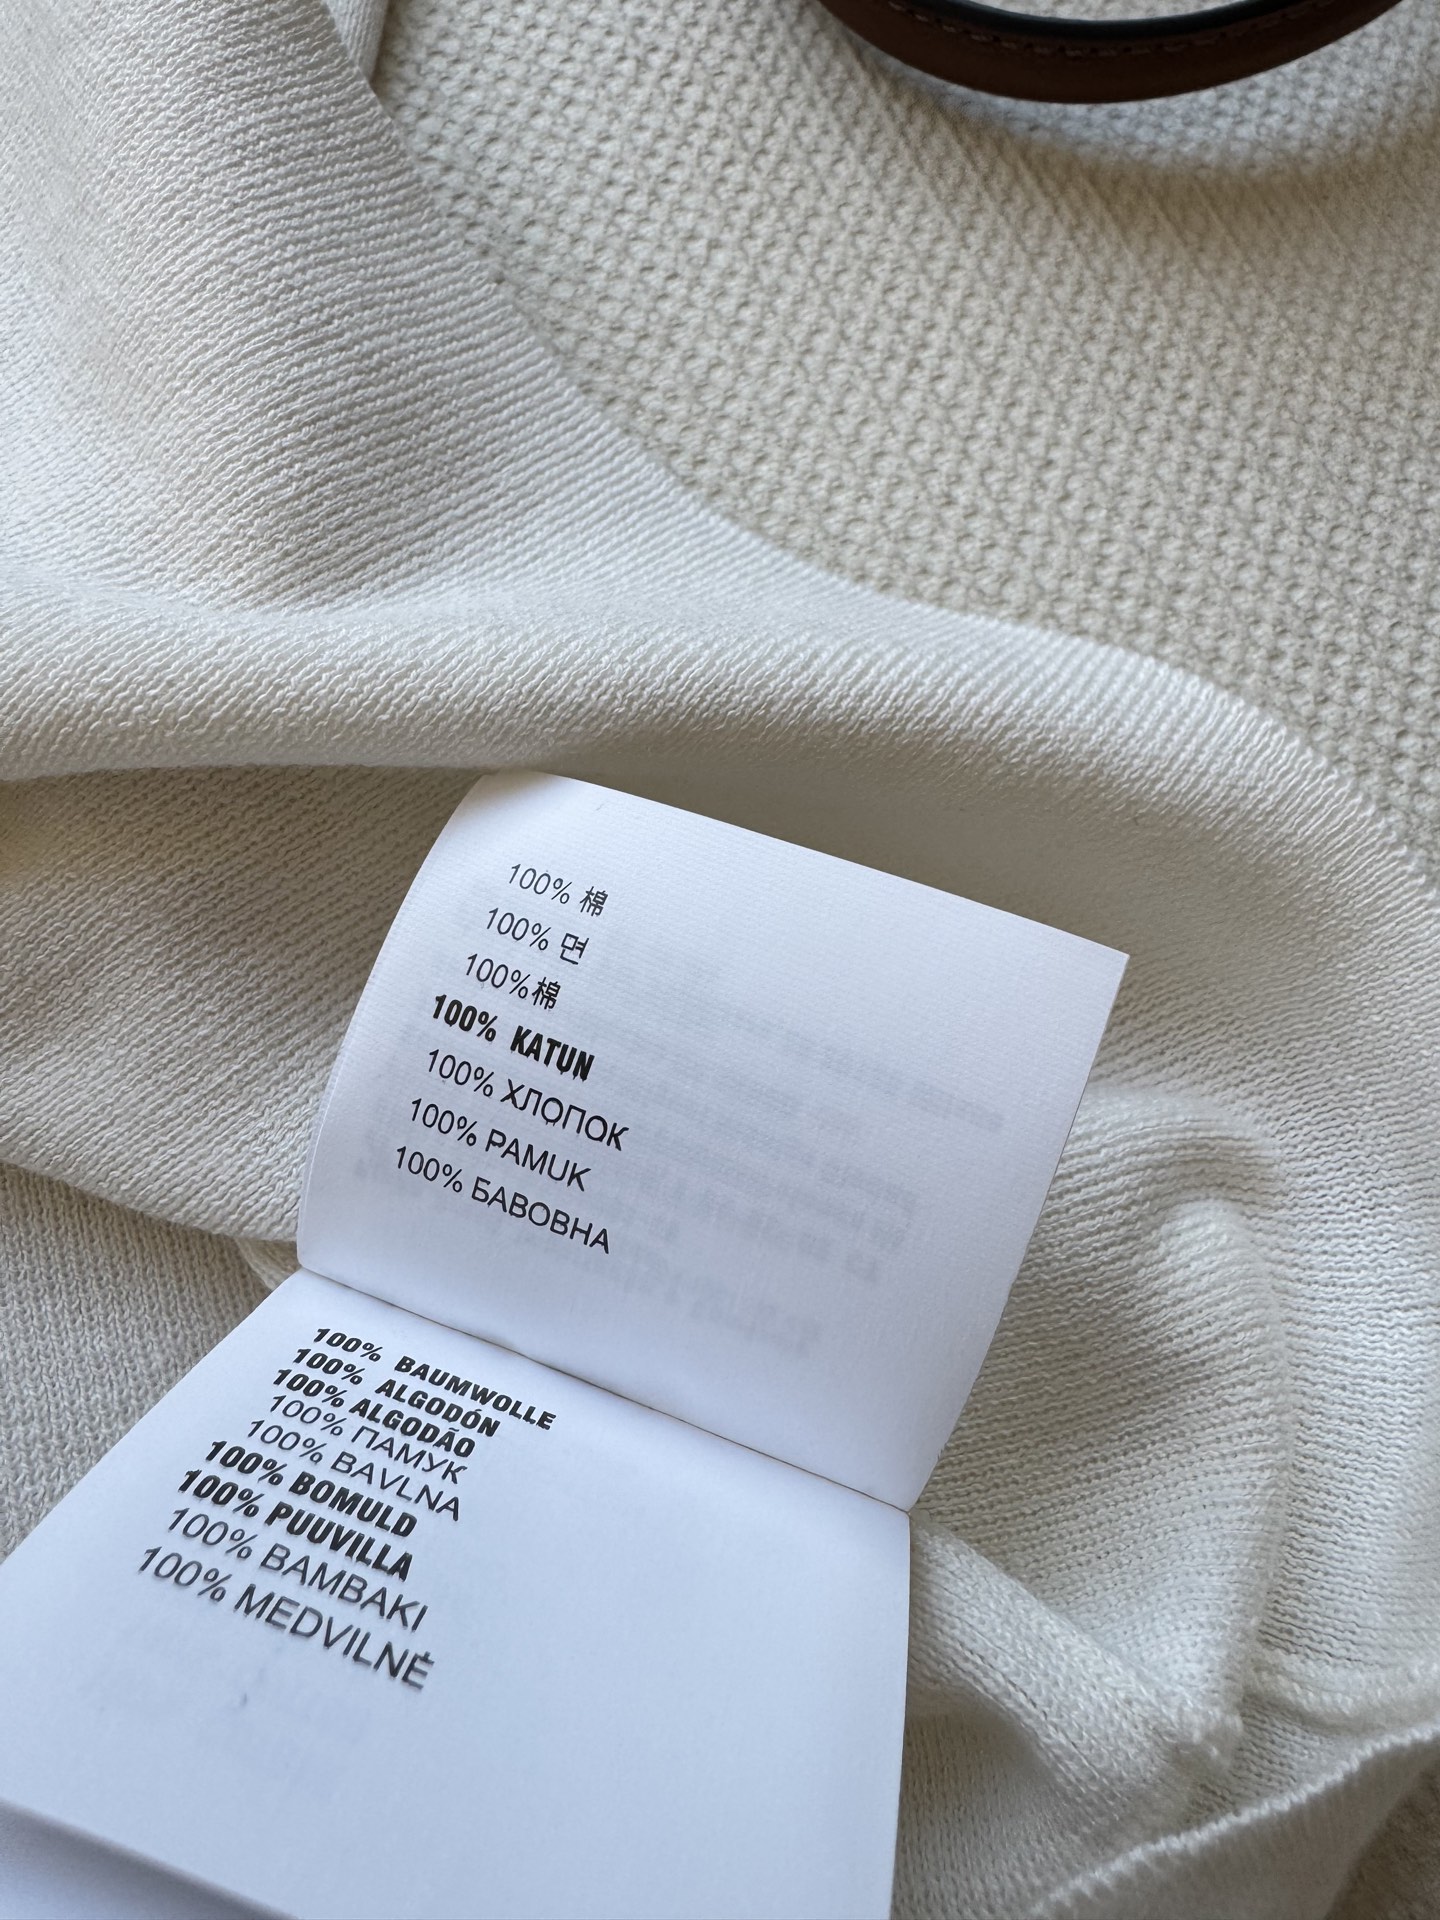 100% 棉
100% 면
100%棉
100% KATUN
100% ХЛОПОК
100% PAMUK
100% БАВОВНА
100% BAUMWOLLE
100% ALGODÓN
100% ALGODÃO
100% ПАМУК
100% BAVLNA
100% BOMULD
100% PUUVILLA
100% BAMBAKI
100% MEDVILNĖ